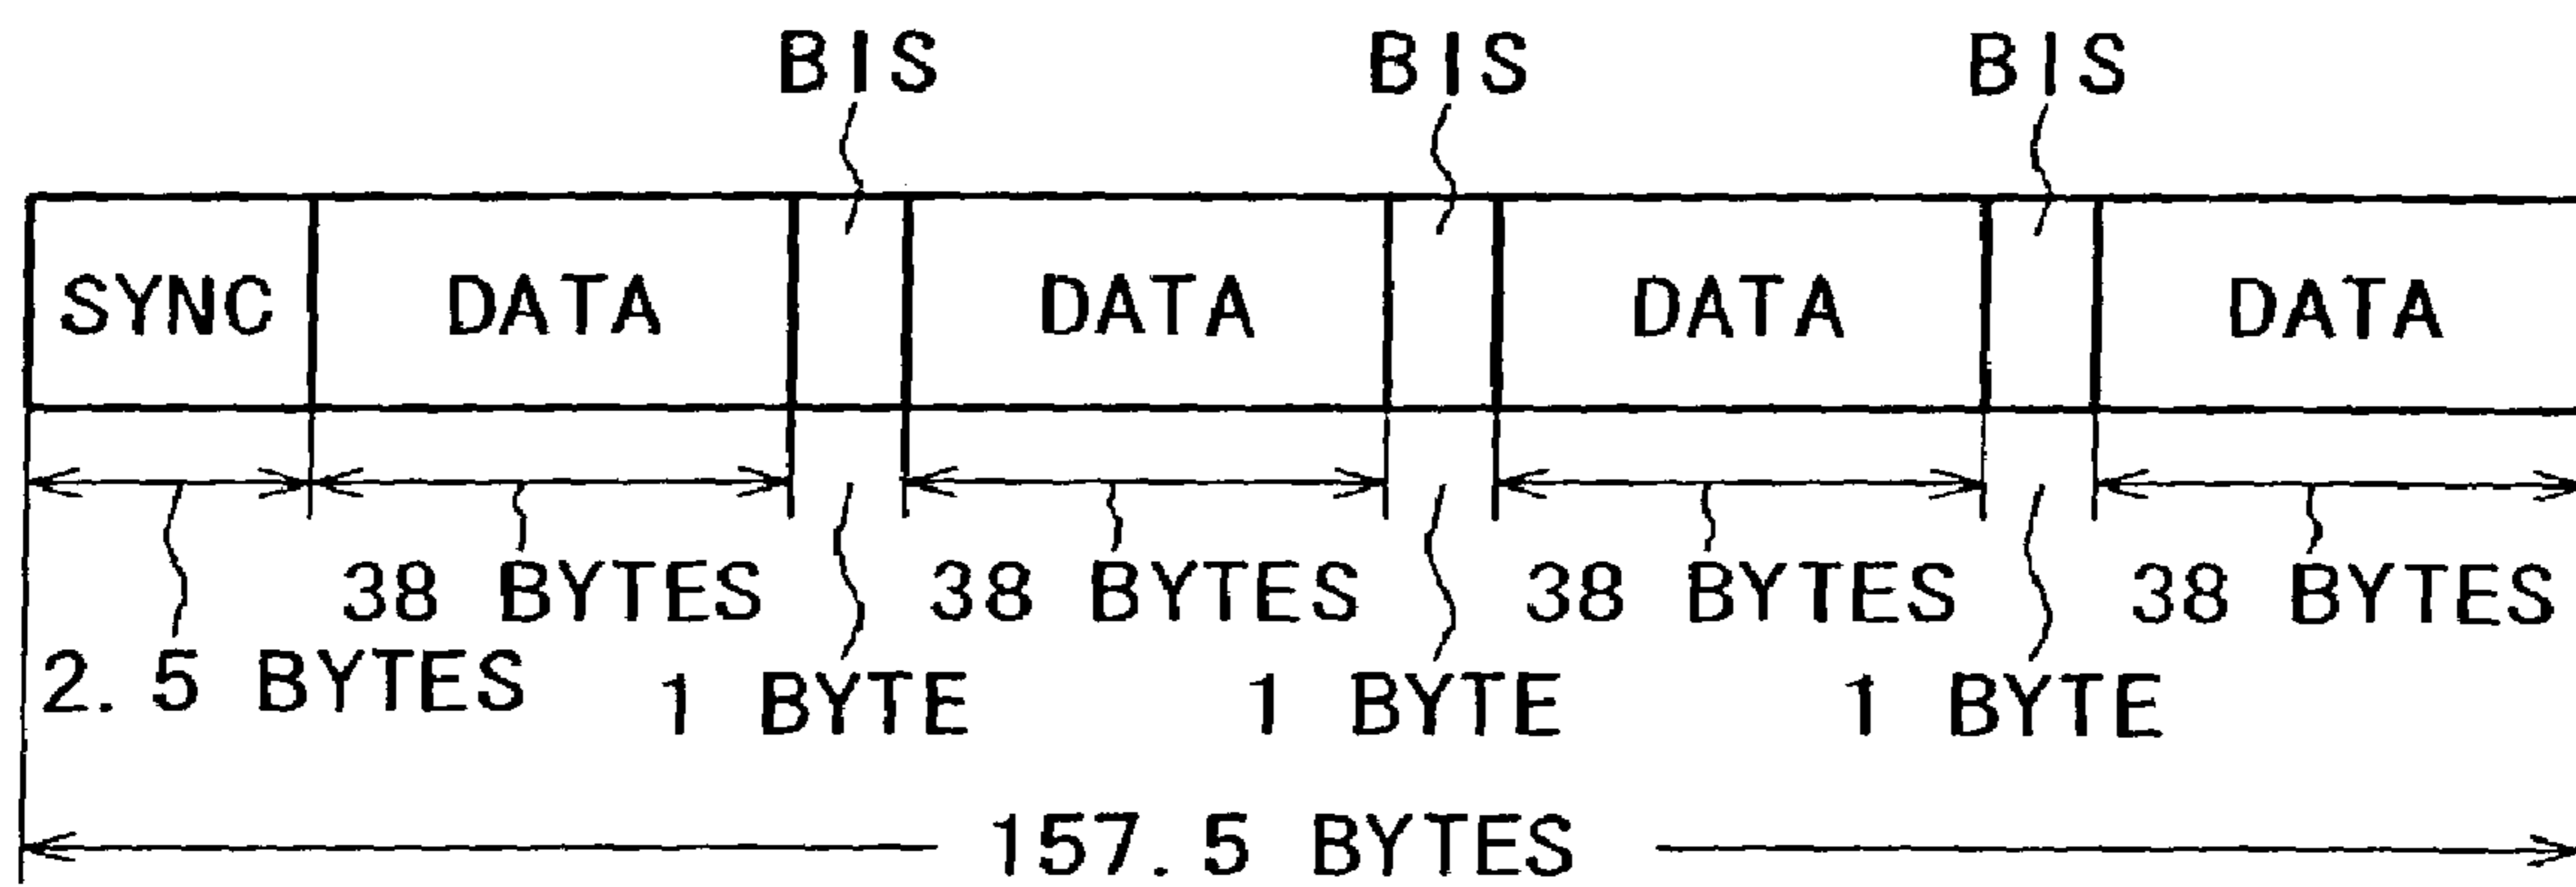 BIS BIS BIS
SYNC DATA DATA DATA DATA
38 BYTES 38 BYTES 38 BYTES 38 BYTES
2.5 BYTES 1 BYTE 1 BYTE 1 BYTE
157.5 BYTES